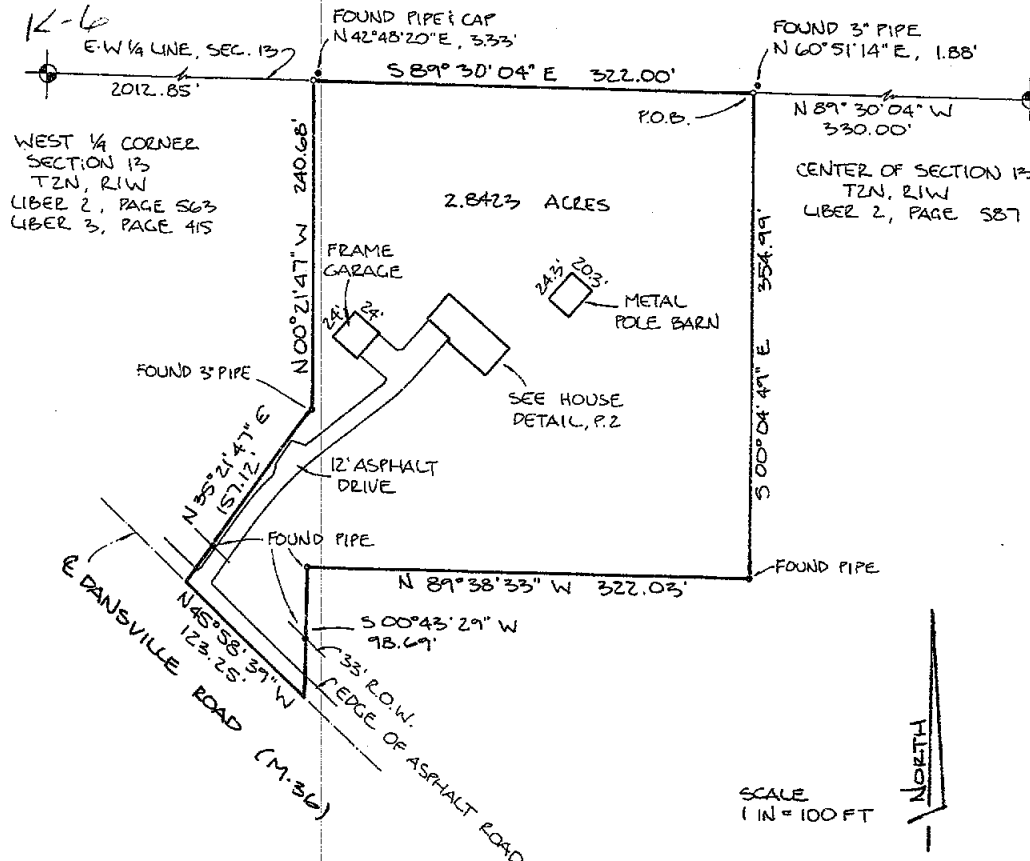 K-6
E-W 1/4 LINE, SEC. 13
2012.85'
FOUND PIPE & CAP
N 42°48'20" E, 3.33'
S 89° 30' 04" E 322.00'
FOUND 3" PIPE
N 60°51'14" E, 1.88'
P.O.B.
N 89° 30' 04" W
330.00'
WEST 1/4 CORNER
SECTION 13
T2N, R1W
LIBER 2, PAGE 563
LIBER 3, PAGE 415
CENTER OF SECTION 13
T2N, R1W
LIBER 2, PAGE 587
N 00°21'47" W 240.68'
2.8423 ACRES
354.99'
S 00°04'49" E
FRAME
GARAGE
24' 24'
24.3' 20.3'
METAL
POLE BARN
SEE HOUSE
DETAIL, P.2
FOUND 3" PIPE
N 35°21'47" E
157.12'
12' ASPHALT
DRIVE
FOUND PIPE
N 89°38'33" W 322.03'
FOUND PIPE
S 00°43'29" W
98.69'
N 45°58'39" W
123.25'
33' R.O.W.
EDGE OF ASPHALT ROAD
℄ DANSVILLE ROAD (M-36)
SCALE
1 IN = 100 FT
NORTH